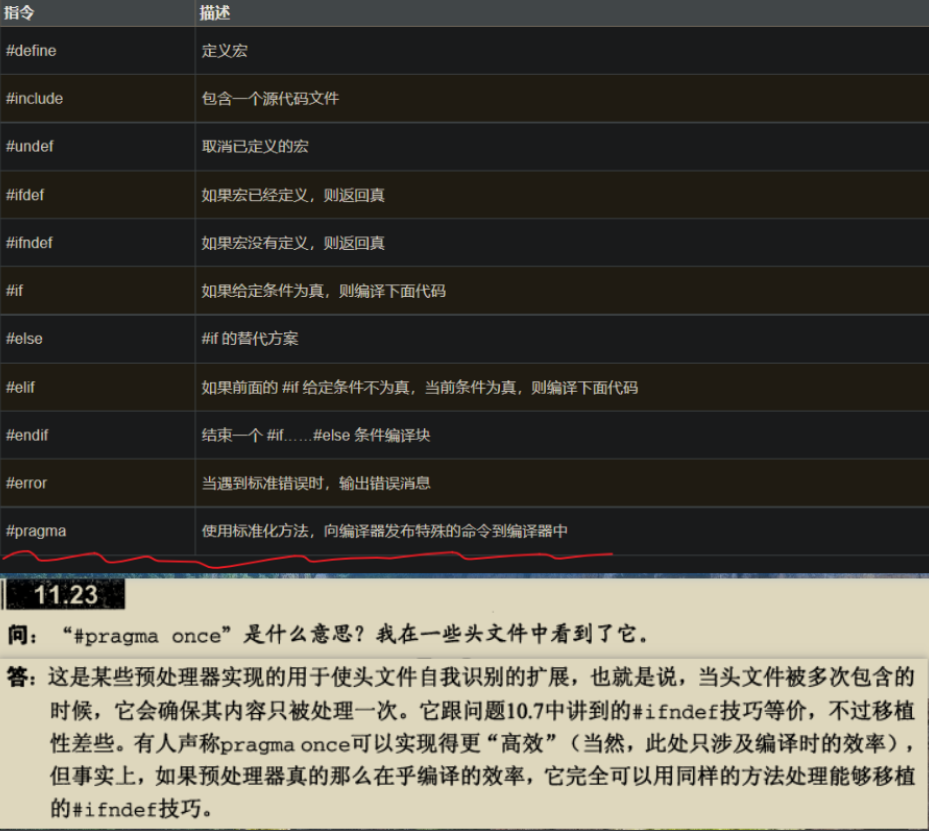 指令 描述
#define 定义宏
#include 包含一个源代码文件
#undef 取消已定义的宏
#ifdef 如果宏已经定义，则返回真
#ifndef 如果宏没有定义，则返回真
#if 如果给定条件为真，则编译下面代码
#else #if 的替代方案
#elif 如果前面的 #if 给定条件不为真，当前条件为真，则编译下面代码
#endif 结束一个 #if……#else 条件编译块
#error 当遇到标准错误时，输出错误消息
#pragma 使用标准化方法，向编译器发布特殊的命令到编译器中
11.23
问：“#pragma once”是什么意思？我在一些头文件中看到了它。
答：这是某些预处理器实现的用于使头文件自我识别的扩展，也就是说，当头文件被多次包含的
时候，它会确保其内容只被处理一次。它跟问题10.7中讲到的#ifndef技巧等价，不过移植
性差些。有人声称pragma once可以实现得更“高效”（当然，此处只涉及编译时的效率），
但事实上，如果预处理器真的那么在乎编译的效率，它完全可以用同样的方法处理能够移植
的#ifndef技巧。